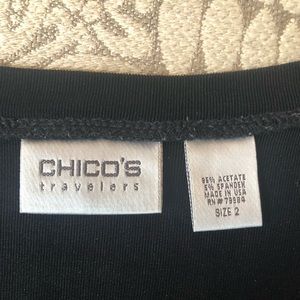 CHICO'S
travelers
95% ACETATE
5% SPANDEX
MADE IN USA
RN# 79984
SIZE 2